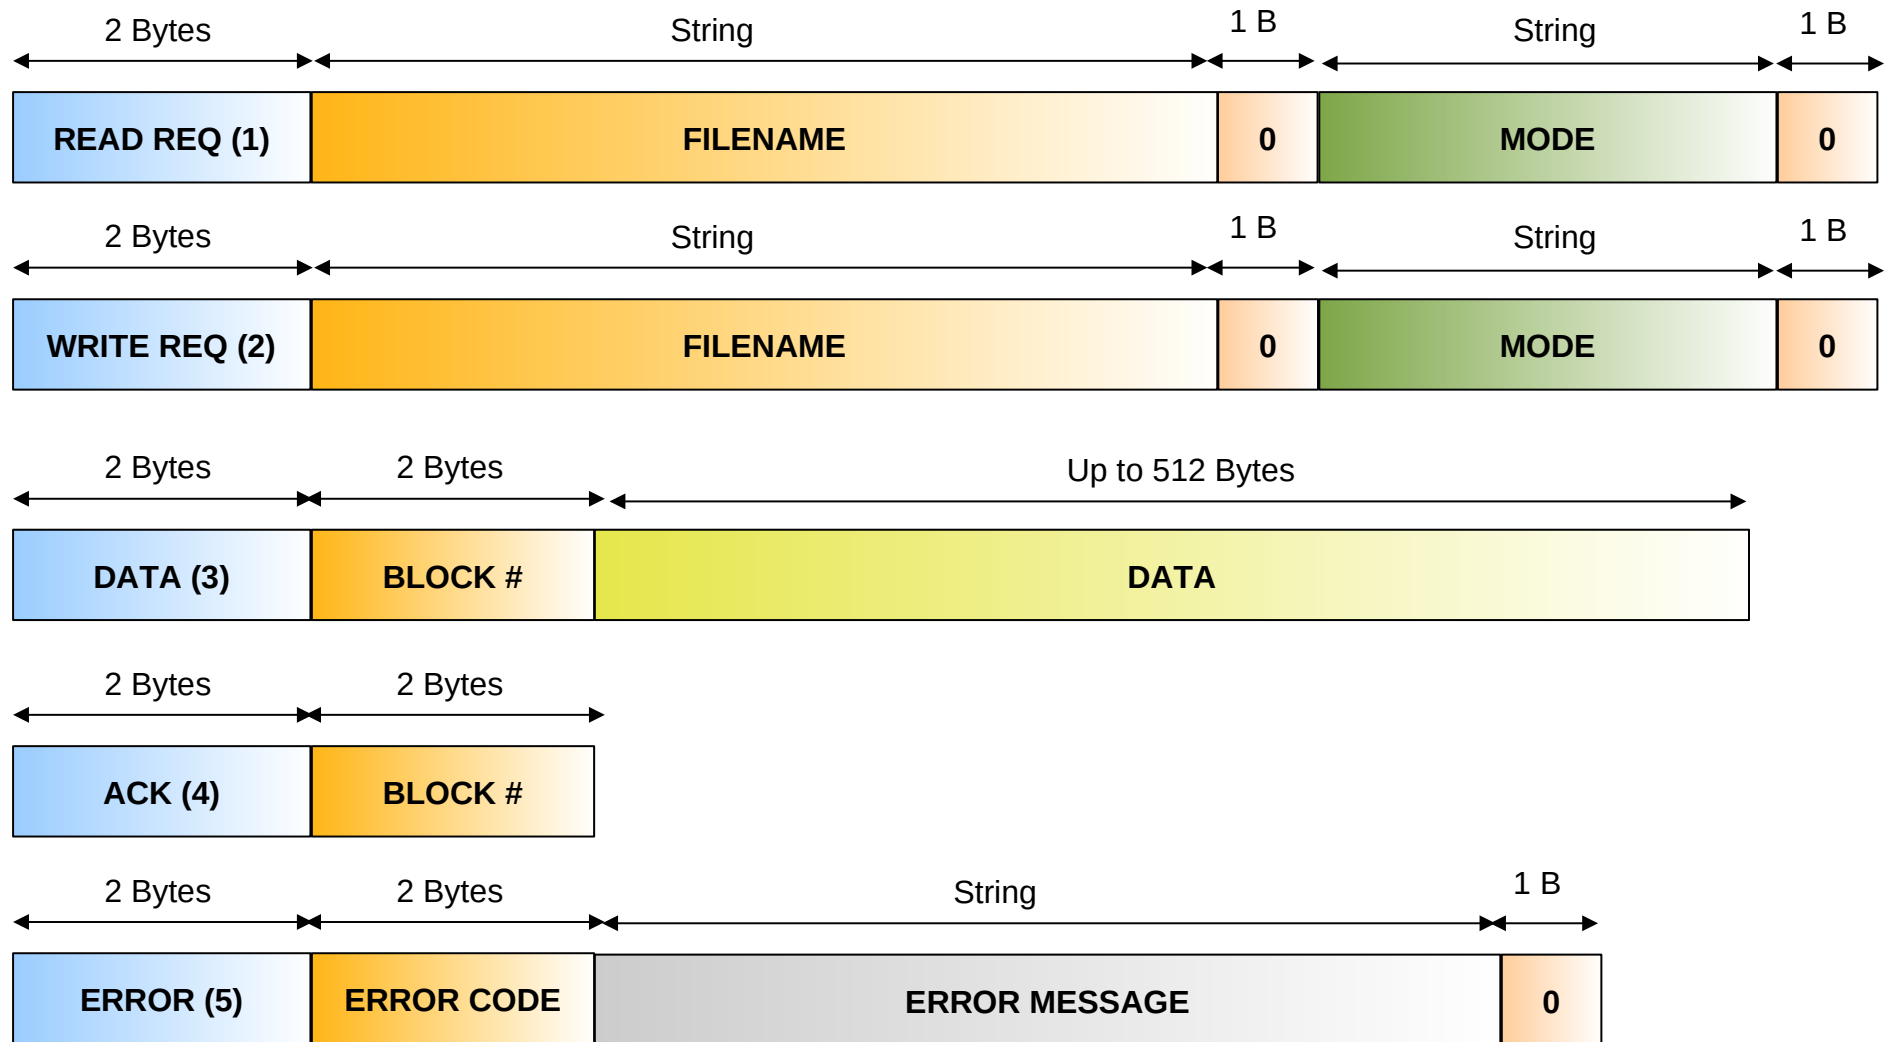 2 Bytes String 1 B String 1 B
READ REQ (1) FILENAME 0 MODE 0
2 Bytes String 1 B String 1 B
WRITE REQ (2) FILENAME 0 MODE 0
2 Bytes 2 Bytes Up to 512 Bytes
DATA (3) BLOCK # DATA
2 Bytes 2 Bytes
ACK (4) BLOCK #
2 Bytes 2 Bytes String 1 B
ERROR (5) ERROR CODE ERROR MESSAGE 0